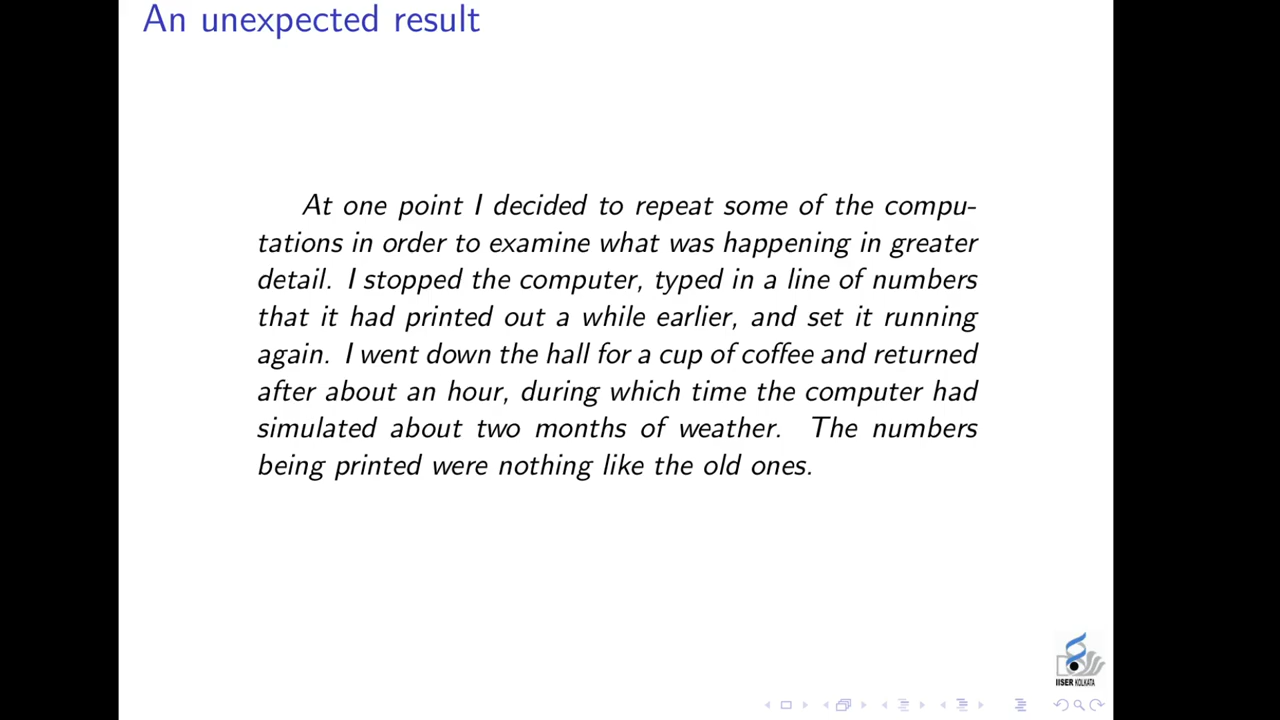 An unexpected result
At one point I decided to repeat some of the compu-
tations in order to examine what was happening in greater
detail. I stopped the computer, typed in a line of numbers
that it had printed out a while earlier, and set it running
again. I went down the hall for a cup of coffee and returned
after about an hour, during which time the computer had
simulated about two months of weather. The numbers
being printed were nothing like the old ones.
IISER KOLKATA